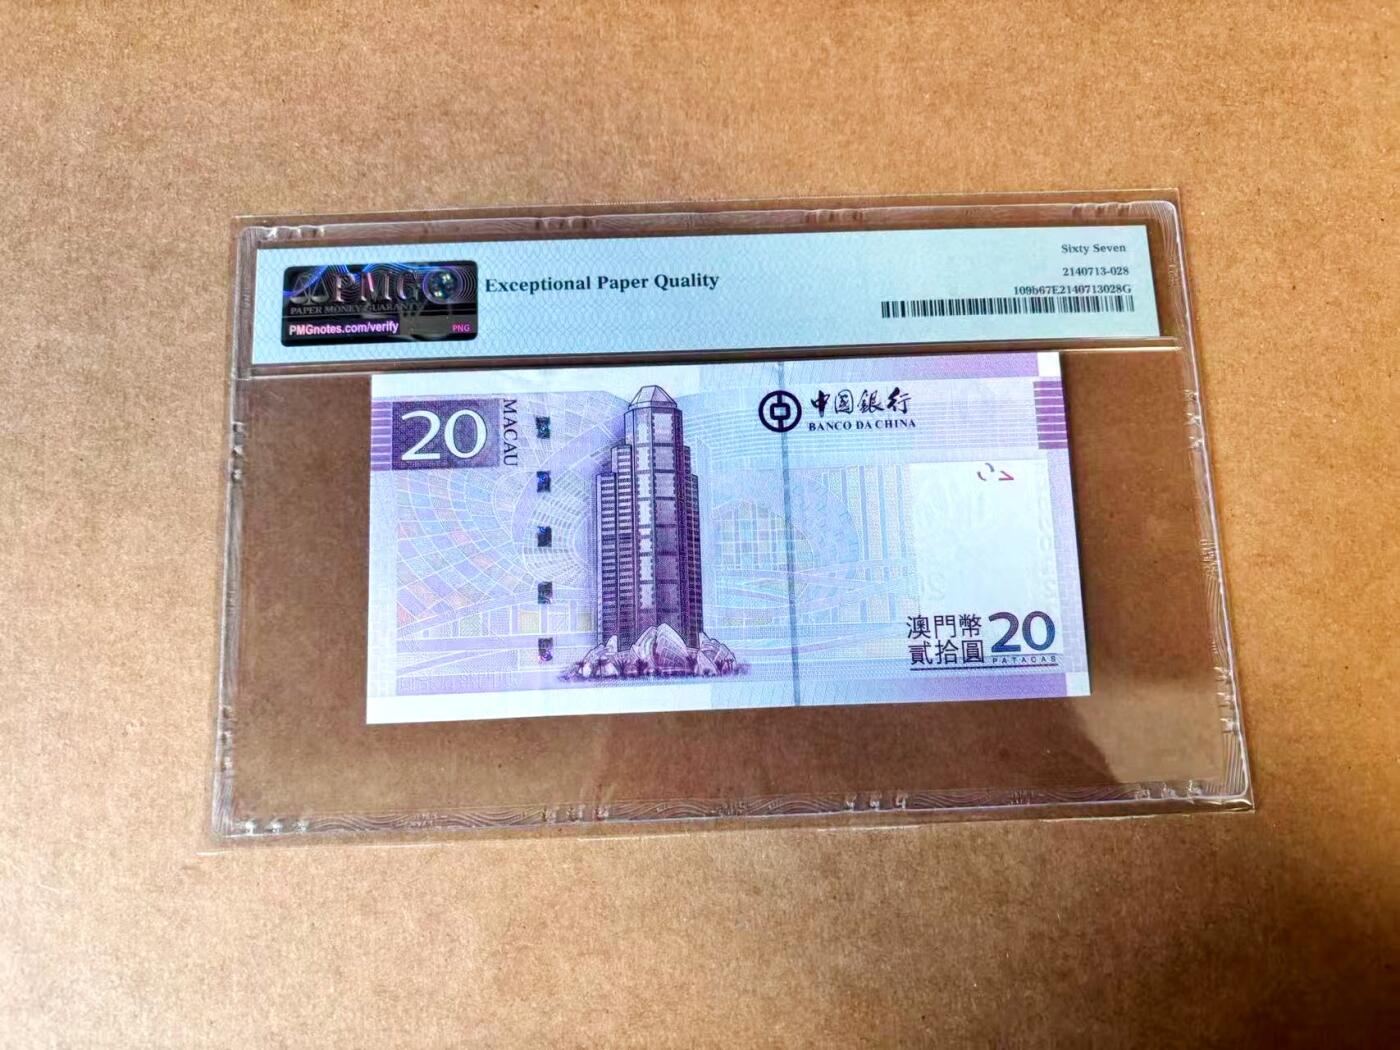 PMG
PAPER MONEY GUARANTY
PMGnotes.com/verify
PNG
Exceptional Paper Quality
Sixty Seven
2140713-028
109b67E2140713028G
20
MACAU
中国銀行
BANCO DA CHINA
澳門幣
貳拾圓
20
PATACAS